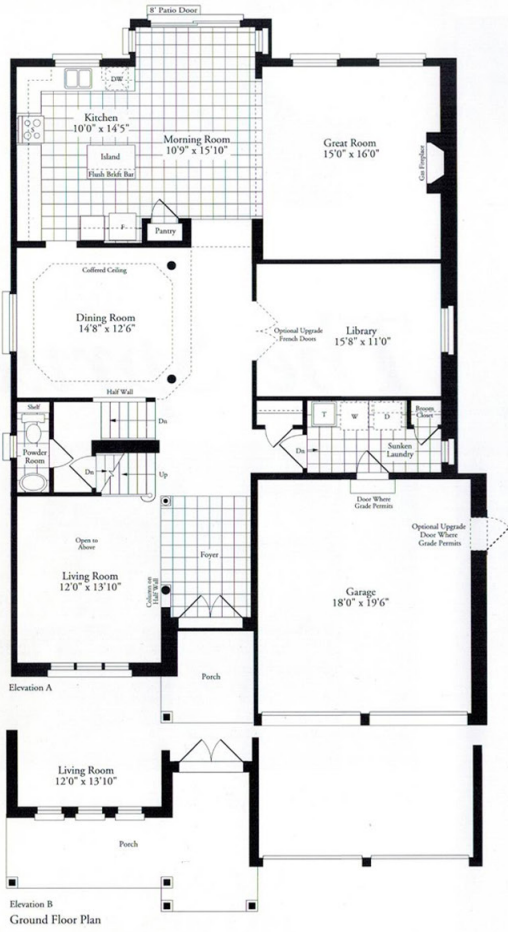 8' Patio Door
DW
Kitchen
10'0" x 14'5"
S
Island
Flush Brkft Bar
Morning Room
10'9" x 15'10"
Great Room
15'0" x 16'0"
Gas Fireplace
F
Pantry
Coffered Ceiling
Dining Room
14'8" x 12'6"
Optional Upgrade
French Doors
Library
15'8" x 11'0"
Half Wall
Shelf
Dn
T
W
D
Broom
Closet
Powder
Room
Sunken
Laundry
Dn
Dn
Up
Door Where
Grade Permits
Open to
Above
Foyer
Optional Upgrade
Door Where
Grade Permits
Living Room
12'0" x 13'10"
Column on
Half Wall
Garage
18'0" x 19'6"
Porch
Elevation A
Living Room
12'0" x 13'10"
Porch
Elevation B
Ground Floor Plan